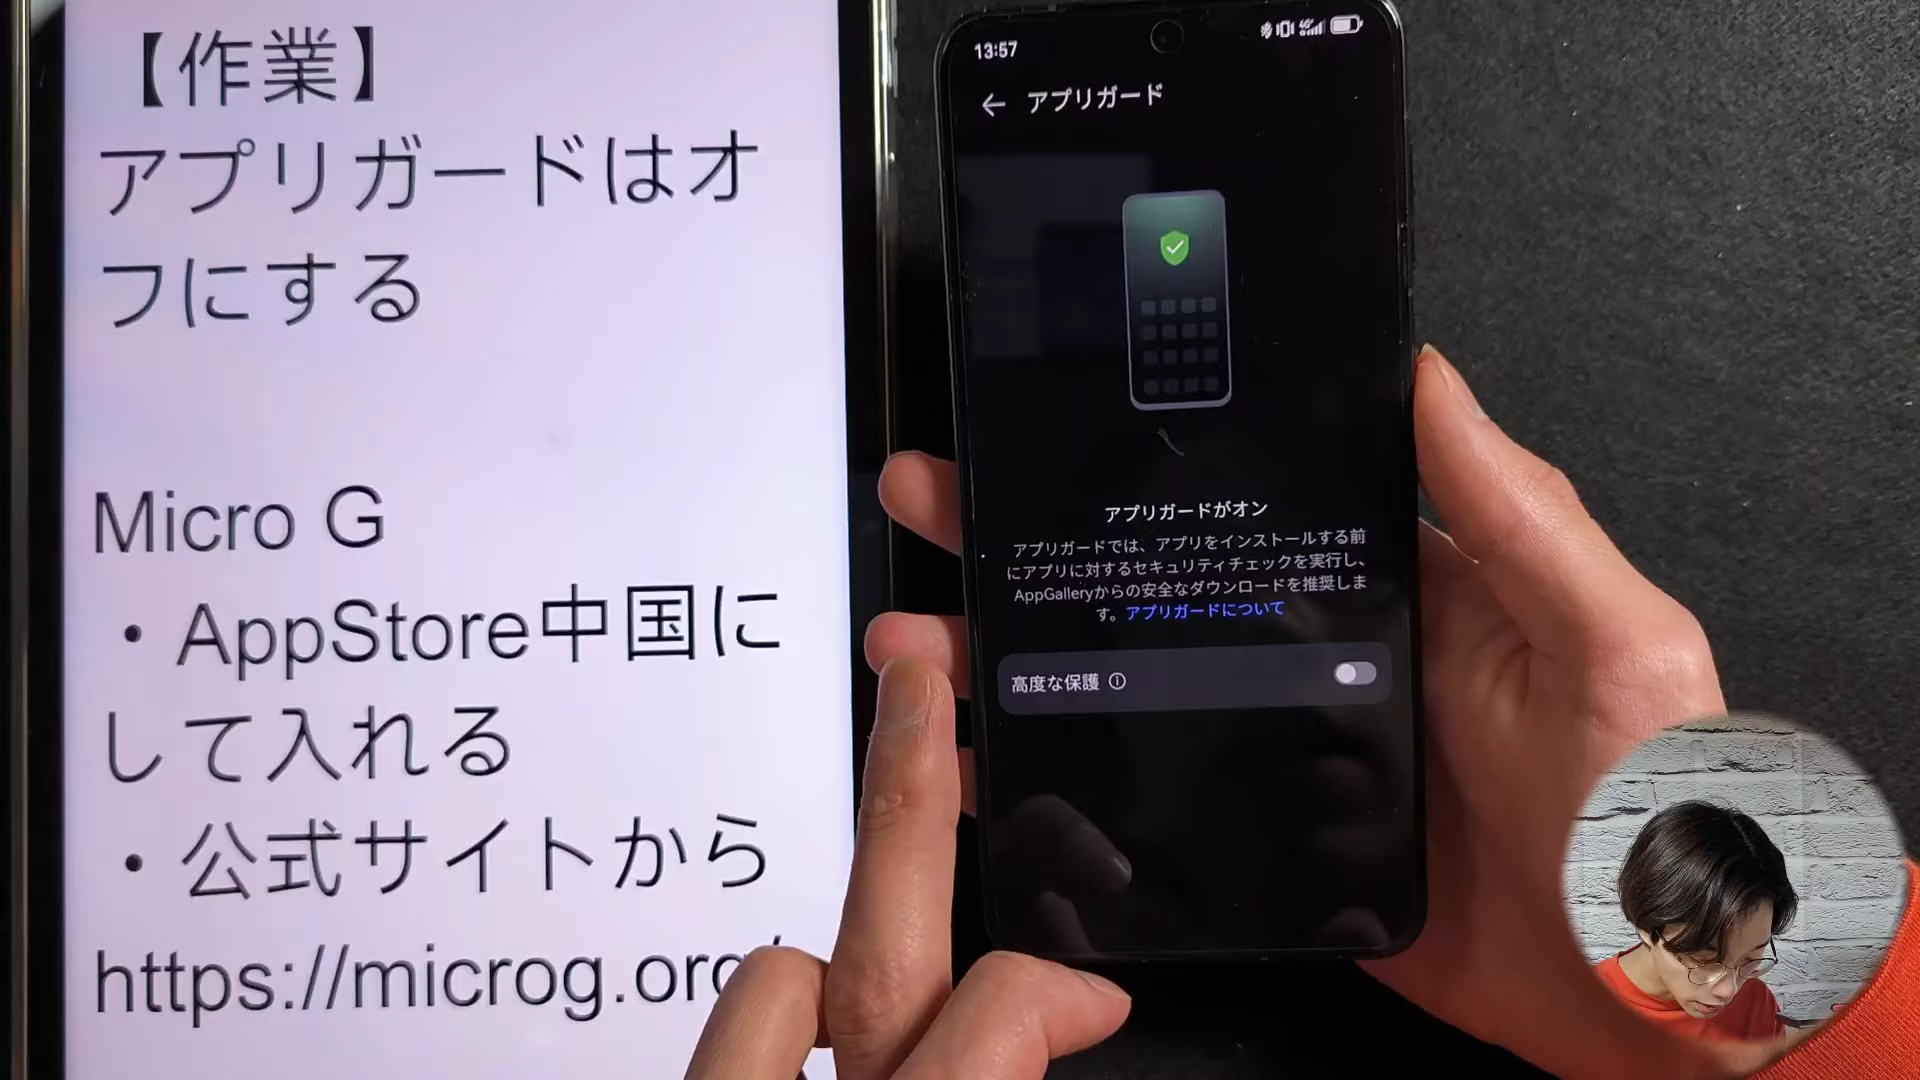 【作業】
アプリガードはオ
フにする
Micro G
・AppStore中国に
して入れる
・公式サイトから
https://microg.org/
13:57
アプリガード
アプリガードがオン
アプリガードでは、アプリをインストールする前
にアプリに対するセキュリティチェックを実行し、
AppGalleryからの安全なダウンロードを推奨しま
す。アプリガードについて
高度な保護